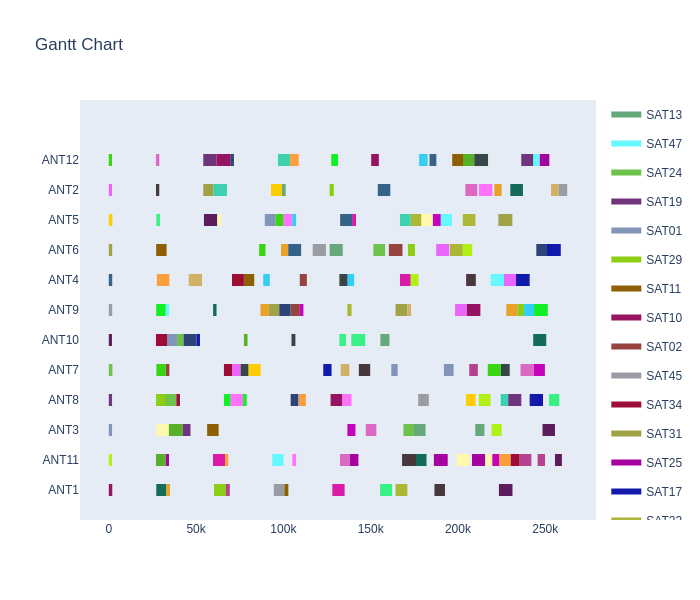 Gantt Chart
ANT12
ANT2
ANT5
ANT6
ANT4
ANT9
ANT10
ANT7
ANT8
ANT3
ANT11
ANT1
0 50k 100k 150k 200k 250k
SAT13
SAT47
SAT24
SAT19
SAT01
SAT29
SAT11
SAT10
SAT02
SAT45
SAT34
SAT31
SAT25
SAT17